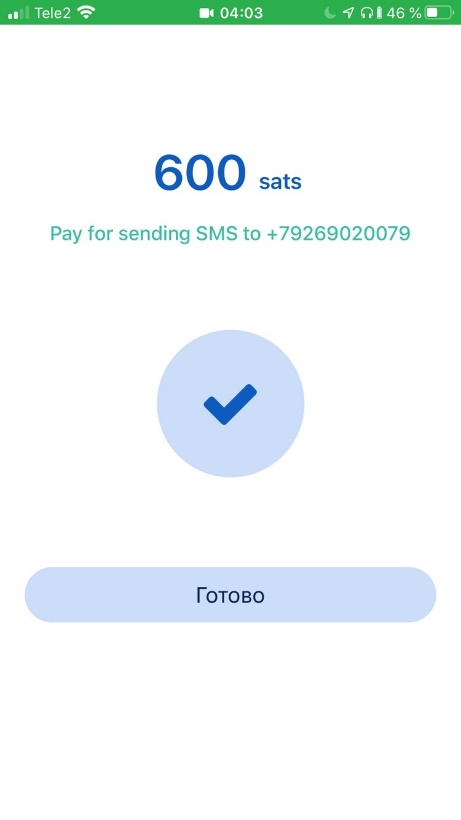 Tele2 04:03 46 %
600 sats
Pay for sending SMS to +79269020079
Готово